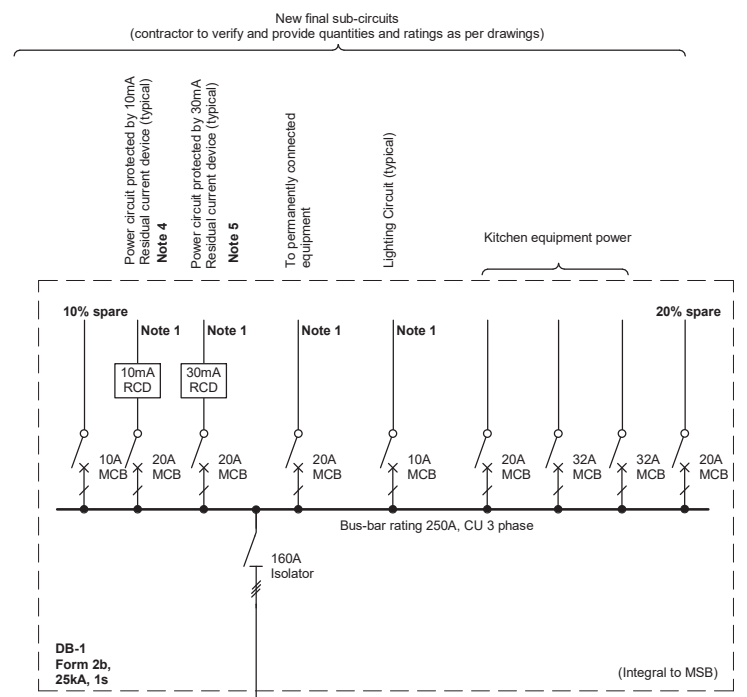 New final sub-circuits
(contractor to verify and provide quantities and ratings as per drawings)
Power circuit protected by 10mA
Residual current device (typical)
Note 4
Power circuit protected by 30mA
Residual current device (typical)
Note 5
To permanently connected
equipment
Lighting Circuit (typical)
Kitchen equipment power
10% spare
Note 1
Note 1
Note 1
Note 1
20% spare
10mA
RCD
30mA
RCD
10A
MCB
20A
MCB
20A
MCB
20A
MCB
10A
MCB
20A
MCB
32A
MCB
32A
MCB
20A
MCB
Bus-bar rating 250A, CU 3 phase
160A
Isolator
DB-1
Form 2b,
25kA, 1s
(Integral to MSB)